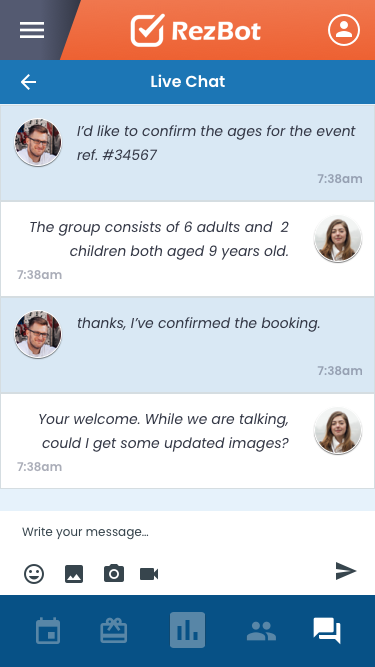 RezBot
Live Chat
I’d like to confirm the ages for the event
ref. #34567
7:38am
The group consists of 6 adults and  2
children both aged 9 years old.
7:38am
thanks, I’ve confirmed the booking.
7:38am
Your welcome. While we are talking,
could I get some updated images?
7:38am
Write your message...